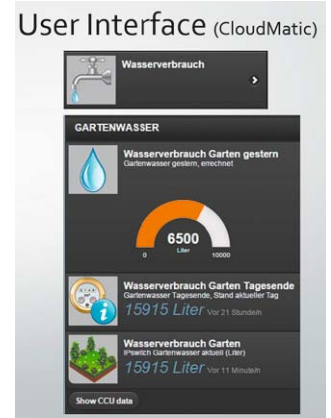 User Interface (CloudMatic)
Wasserverbrauch
GARTENWASSER
Wasserverbrauch Garten gestern
Gartenwasser gestern, errechnet
6500
Liter
0 10000
Wasserverbrauch Garten Tagesende
Gartenwasser Tagesende, Stand aktueller Tag
15915 Liter Vor 21 Stunde/n
Wasserverbrauch Garten
IPswitch Gartenwasser aktuell (Liter)
15915 Liter Vor 11 Minute/n
Show CCU data